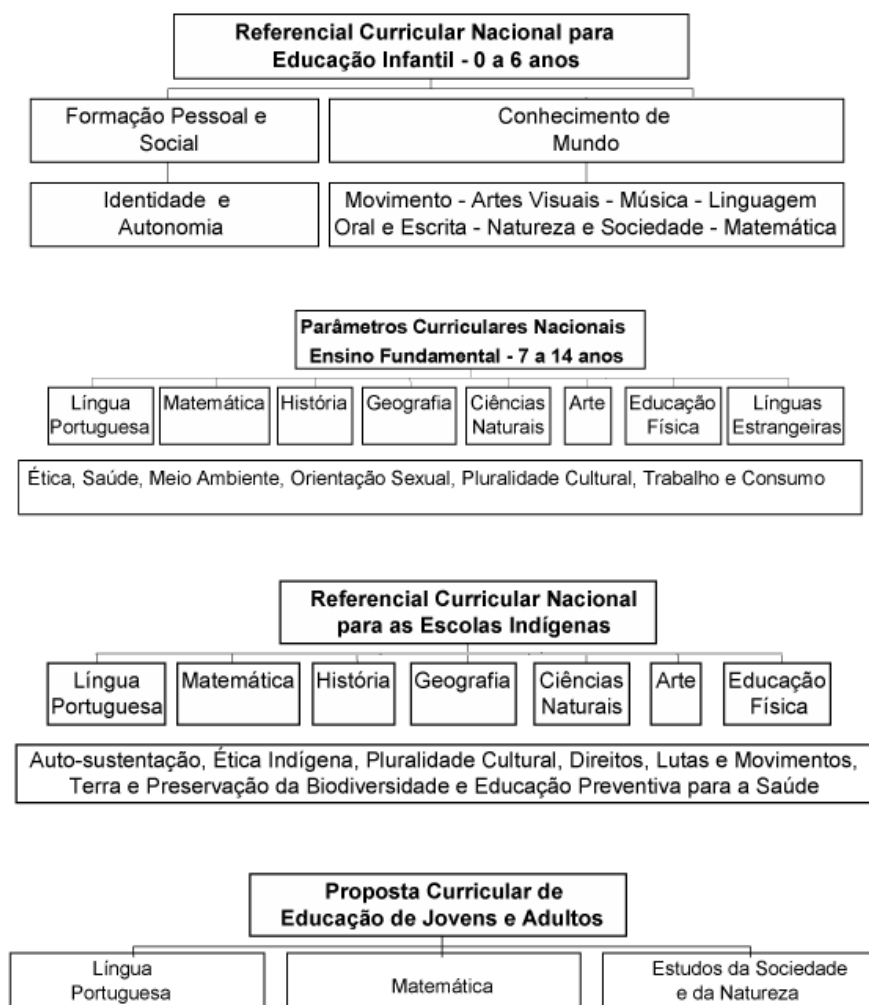 Referencial Curricular Nacional para
Educação Infantil - 0 a 6 anos
Formação Pessoal e
Social
Conhecimento de
Mundo
Identidade e
Autonomia
Movimento - Artes Visuais - Música - Linguagem
Oral e Escrita - Natureza e Sociedade - Matemática
Parâmetros Curriculares Nacionais
Ensino Fundamental - 7 a 14 anos
Língua
Portuguesa
Matemática
História
Geografia
Ciências
Naturais
Arte
Educação
Física
Línguas
Estrangeiras
Ética, Saúde, Meio Ambiente, Orientação Sexual, Pluralidade Cultural, Trabalho e Consumo
Referencial Curricular Nacional
para as Escolas Indígenas
Língua
Portuguesa
Matemática
História
Geografia
Ciências
Naturais
Arte
Educação
Física
Auto-sustentação, Ética Indígena, Pluralidade Cultural, Direitos, Lutas e Movimentos,
Terra e Preservação da Biodiversidade e Educação Preventiva para a Saúde
Proposta Curricular de
Educação de Jovens e Adultos
Língua
Portuguesa
Matemática
Estudos da Sociedade
e da Natureza